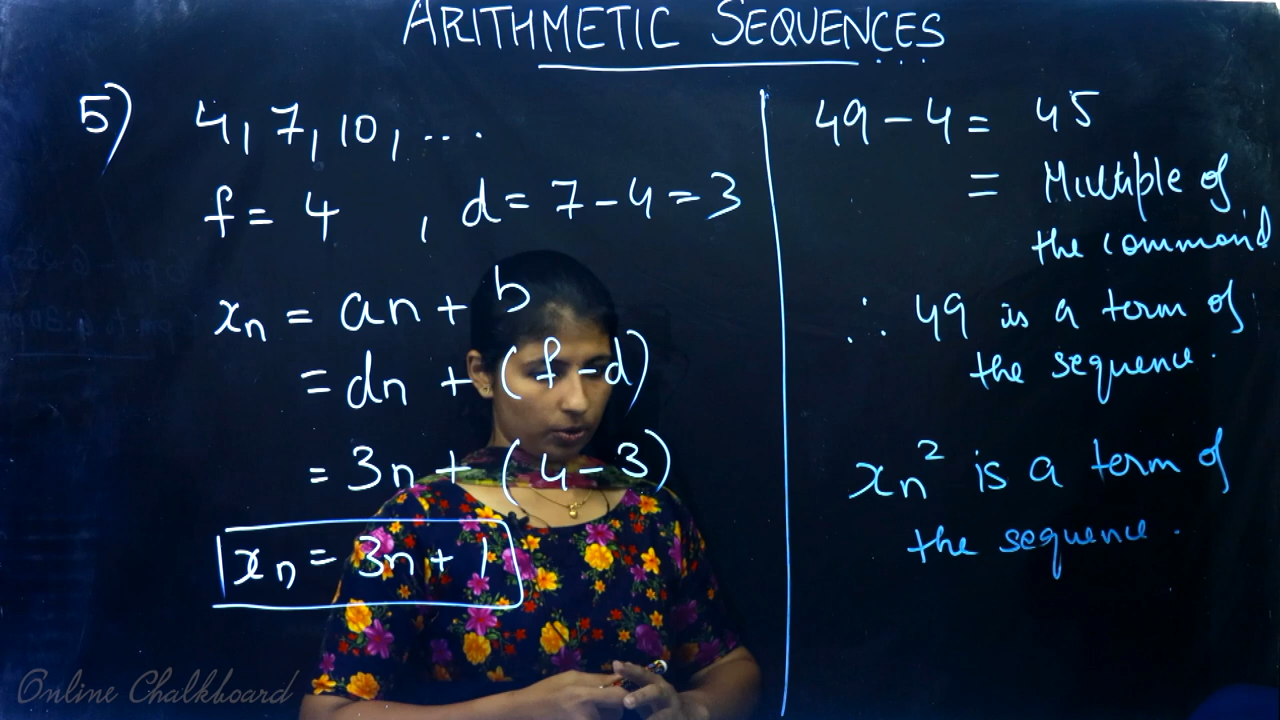 ARITHMETIC SEQUENCES
5) 4, 7, 10, ...
f = 4 , d = 7 - 4 = 3
xn = an + b
= dn + (f - d)
= 3n + (4 - 3)
xn = 3n + 1
49 - 4 = 45
= Multiple of
the common d
∴ 49 is a term of
the sequence.
xn² is a term of
the sequence.
Online Chalkboard